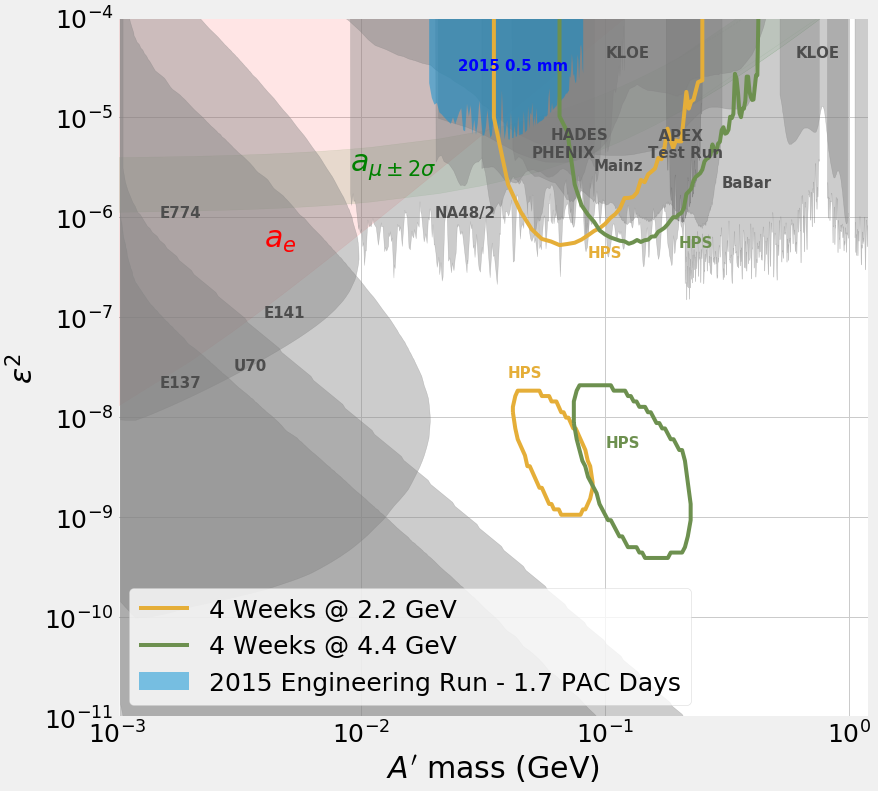 10⁻⁴
KLOE
KLOE
2015 0.5 mm
10⁻⁵
HADES
APEX
PHENIX
Test Run
a_{μ±2σ}
Mainz
BaBar
10⁻⁶
E774
NA48/2
a_e
HPS
HPS
10⁻⁷
E141
ε²
U70
E137
HPS
10⁻⁸
HPS
10⁻⁹
10⁻¹⁰
4 Weeks @ 2.2 GeV
4 Weeks @ 4.4 GeV
2015 Engineering Run - 1.7 PAC Days
10⁻¹¹
10⁻³ 10⁻² 10⁻¹ 10⁰
A′ mass (GeV)